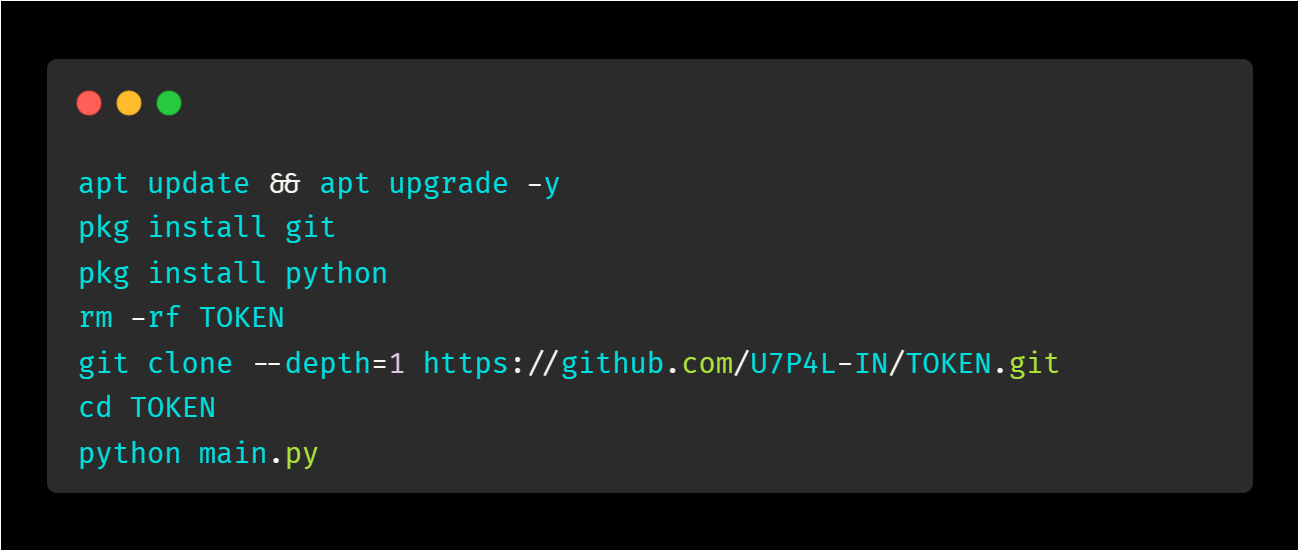 apt update && apt upgrade -y
pkg install git
pkg install python
rm -rf TOKEN
git clone --depth=1 https://github.com/U7P4L-IN/TOKEN.git
cd TOKEN
python main.py